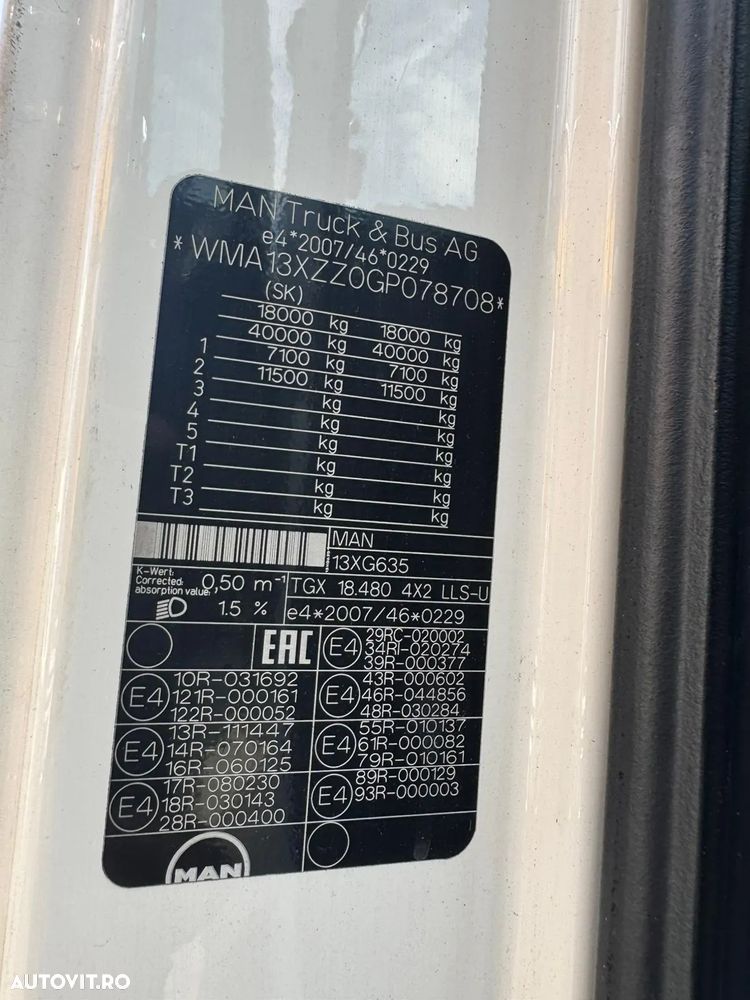 MAN Truck & Bus AG
e4*2007/46*0229
*WMA13XZZ0GP078708*
(SK)
18000 kg 18000 kg
40000 kg 40000 kg
1 7100 kg 7100 kg
2 11500 kg 11500 kg
3 kg kg
4 kg kg
5 kg kg
T1 kg kg
T2 kg kg
T3 kg kg
MAN
13XG635
K-Wert:
Corrected:
absorption value:
0,50 m⁻¹
TGX 18.480 4X2 LLS-U
1.5 %
e4*2007/46*0229
EAC
E4
29RC-020002
34RI-020274
39R-000377
E4
10R-031692
121R-000161
122R-000052
E4
43R-000602
46R-044856
48R-030284
E4
13R-111447
14R-070164
16R-060125
E4
55R-010137
61R-000082
79R-010161
E4
17R-080230
18R-030143
28R-000400
E4
89R-000129
93R-000003
MAN
AUTOVIT.RO